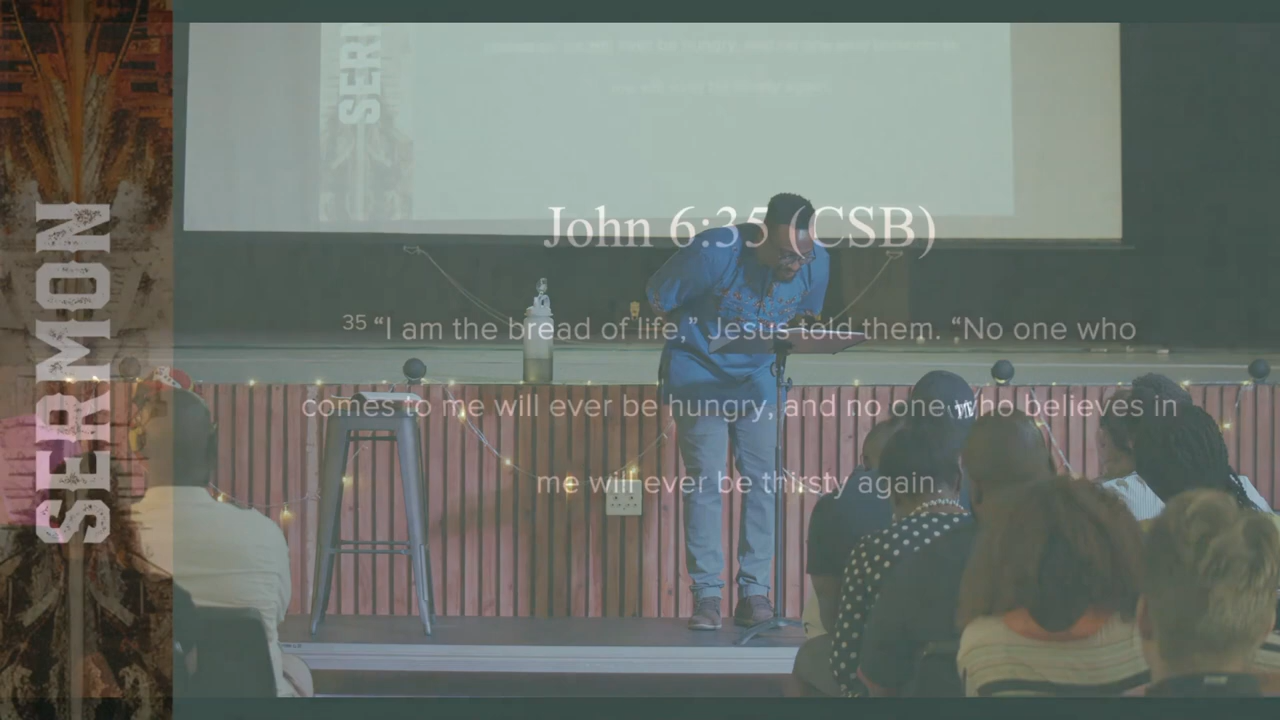 SERMON
SER
John 6:35 (CSB)
35 “I am the bread of life,” Jesus told them. “No one who
comes to me will ever be hungry, and no one who believes in
me will ever be thirsty again.